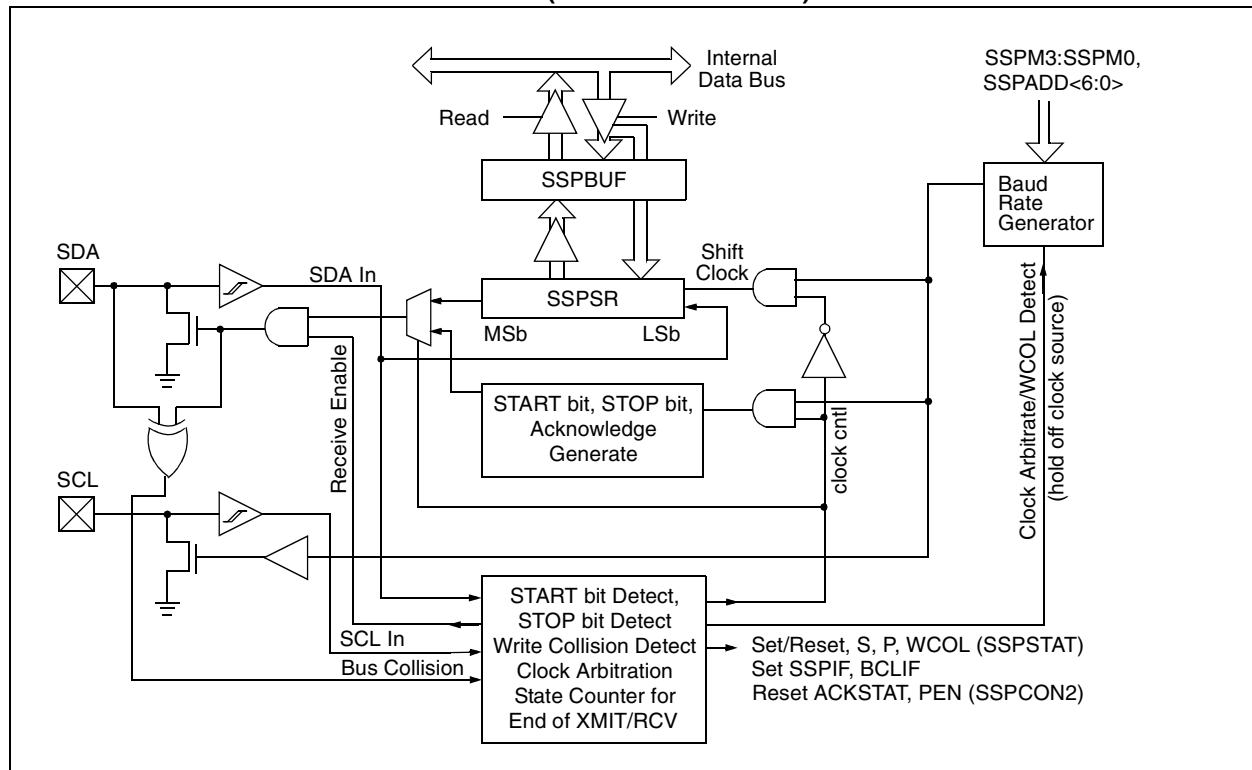 Internal
Data Bus
SSPM3:SSPM0,
SSPADD<6:0>
Read
Write
SSPBUF
Baud
Rate
Generator
SDA
SDA In
Shift
Clock
SSPSR
MSb
LSb
Receive Enable
START bit, STOP bit,
Acknowledge
Generate
clock cntl
Clock Arbitrate/WCOL Detect
(hold off clock source)
SCL
SCL In
Bus Collision
START bit Detect,
STOP bit Detect
Write Collision Detect
Clock Arbitration
State Counter for
End of XMIT/RCV
Set/Reset, S, P, WCOL (SSPSTAT)
Set SSPIF, BCLIF
Reset ACKSTAT, PEN (SSPCON2)